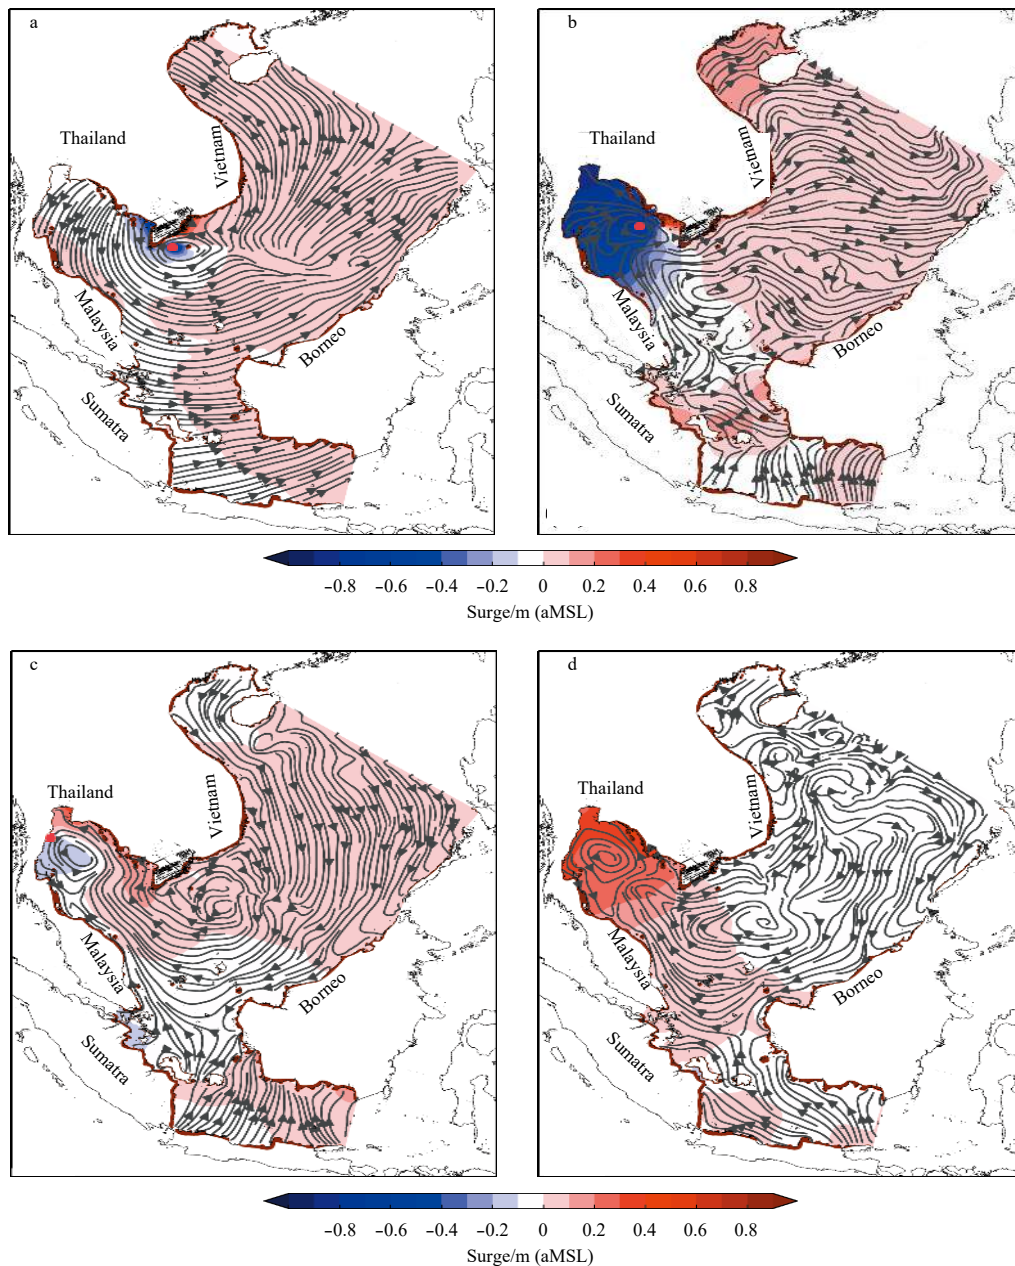 a
Thailand
Vietnam
Malaysia
Borneo
Sumatra
b
Thailand
Vietnam
Malaysia
Borneo
Sumatra
−0.8 −0.6 −0.4 −0.2 0 0.2 0.4 0.6 0.8
Surge/m (aMSL)
c
Thailand
Vietnam
Malaysia
Borneo
Sumatra
d
Thailand
Vietnam
Malaysia
Borneo
Sumatra
−0.8 −0.6 −0.4 −0.2 0 0.2 0.4 0.6 0.8
Surge/m (aMSL)